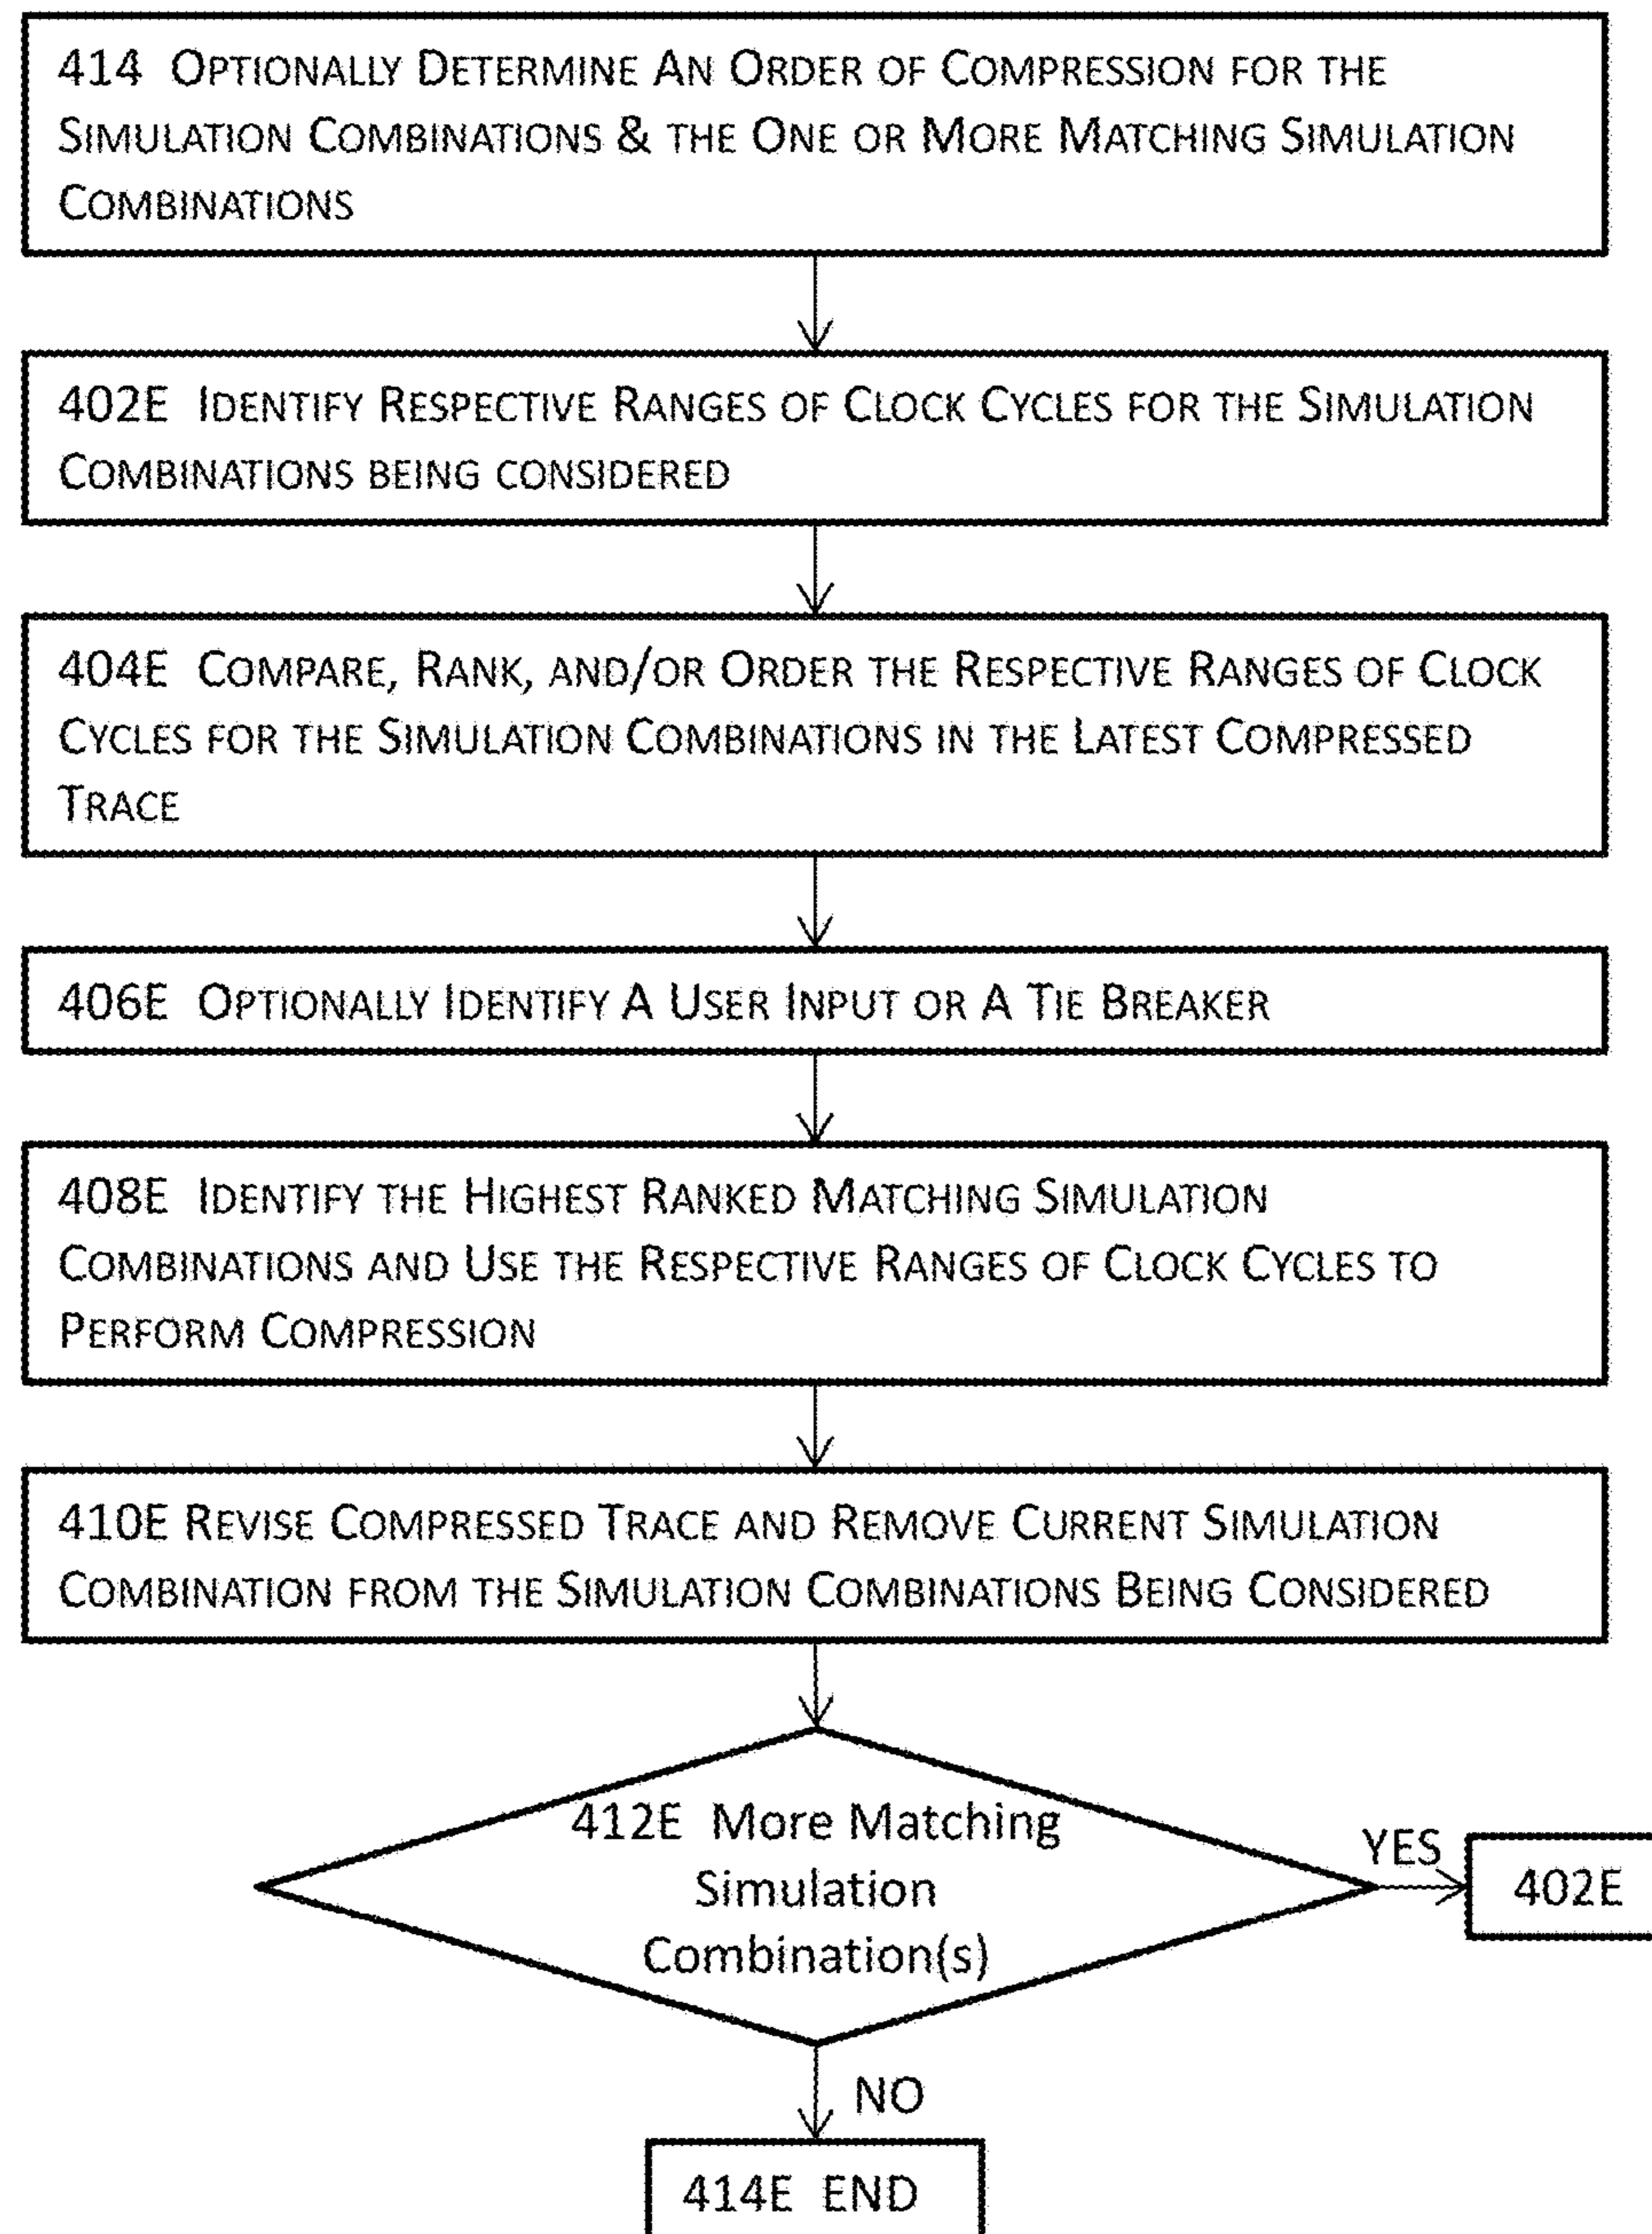 414 OPTIONALLY DETERMINE AN ORDER OF COMPRESSION FOR THE
SIMULATION COMBINATIONS & THE ONE OR MORE MATCHING SIMULATION
COMBINATIONS
402E IDENTIFY RESPECTIVE RANGES OF CLOCK CYCLES FOR THE SIMULATION
COMBINATIONS BEING CONSIDERED
404E COMPARE, RANK, AND/OR ORDER THE RESPECTIVE RANGES OF CLOCK
CYCLES FOR THE SIMULATION COMBINATIONS IN THE LATEST COMPRESSED
TRACE
406E OPTIONALLY IDENTIFY A USER INPUT OR A TIE BREAKER
408E IDENTIFY THE HIGHEST RANKED MATCHING SIMULATION
COMBINATIONS AND USE THE RESPECTIVE RANGES OF CLOCK CYCLES TO
PERFORM COMPRESSION
410E REVISE COMPRESSED TRACE AND REMOVE CURRENT SIMULATION
COMBINATION FROM THE SIMULATION COMBINATIONS BEING CONSIDERED
412E More Matching
Simulation
Combination(s)
YES
402E
NO
414E END